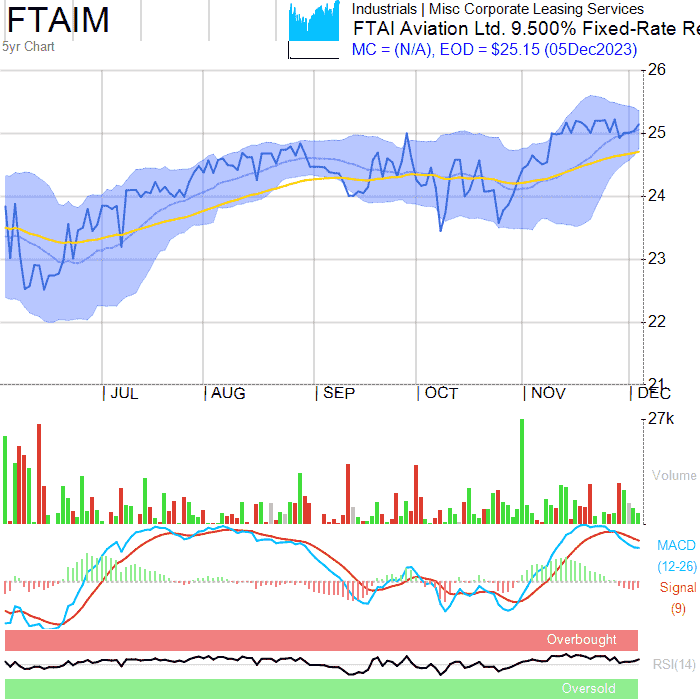 FTAIM
5yr Chart
Industrials | Misc Corporate Leasing Services
FTAI Aviation Ltd. 9.500% Fixed-Rate Re
MC = (N/A), EOD = $25.15 (05Dec2023)
26
25
24
23
22
21
JUL
AUG
SEP
OCT
NOV
DEC
27k
Volume
MACD
(12-26)
Signal
(9)
Overbought
RSI(14)
Oversold